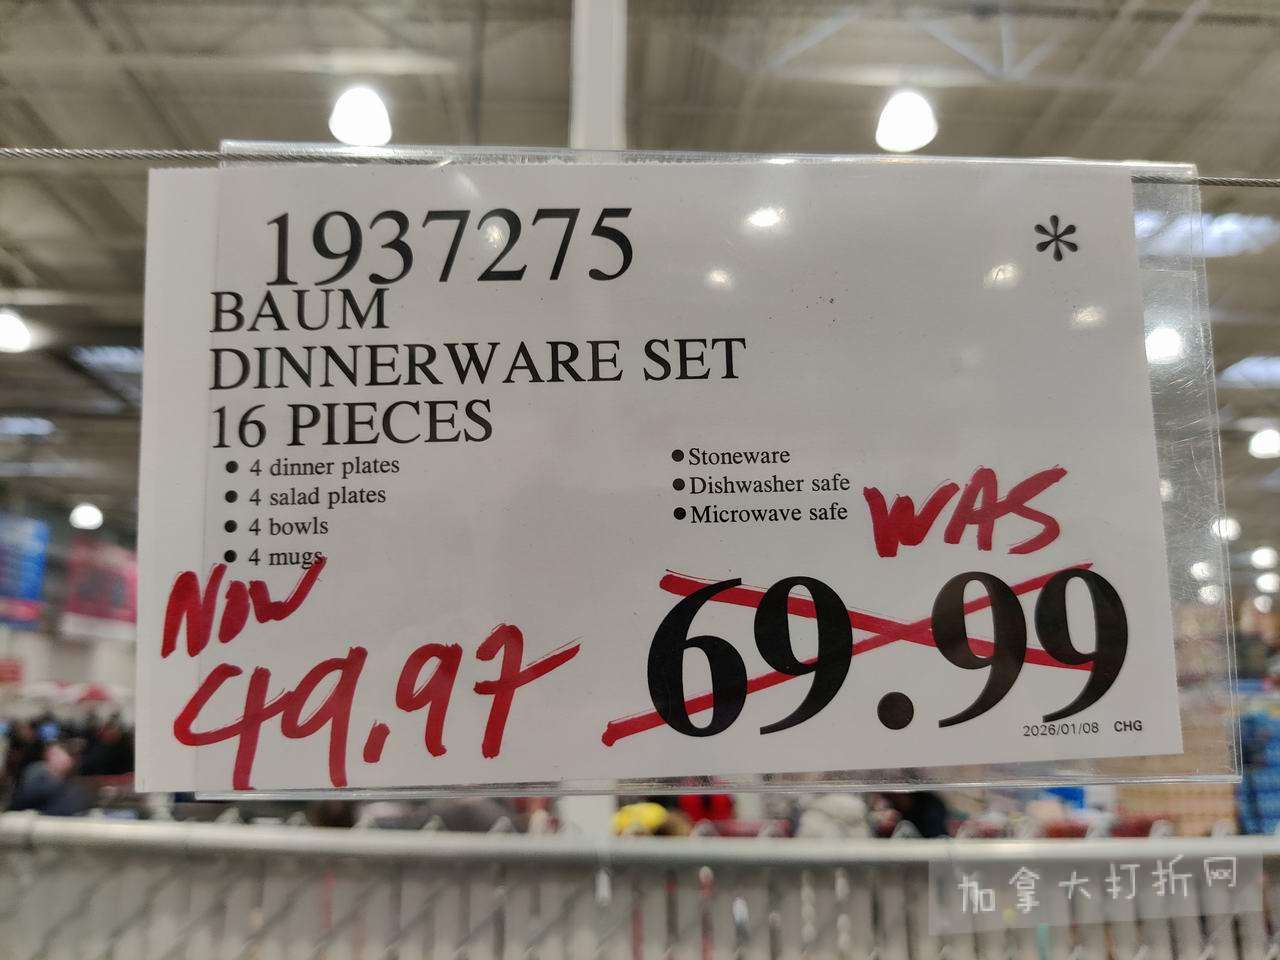 1937275
*
BAUM
DINNERWARE SET
16 PIECES
• 4 dinner plates
• 4 salad plates
• 4 bowls
• 4 mugs
• Stoneware
• Dishwasher safe
• Microwave safe
WAS
69.99
NOW
49.97
2026/01/08 CHG
加拿大打折网